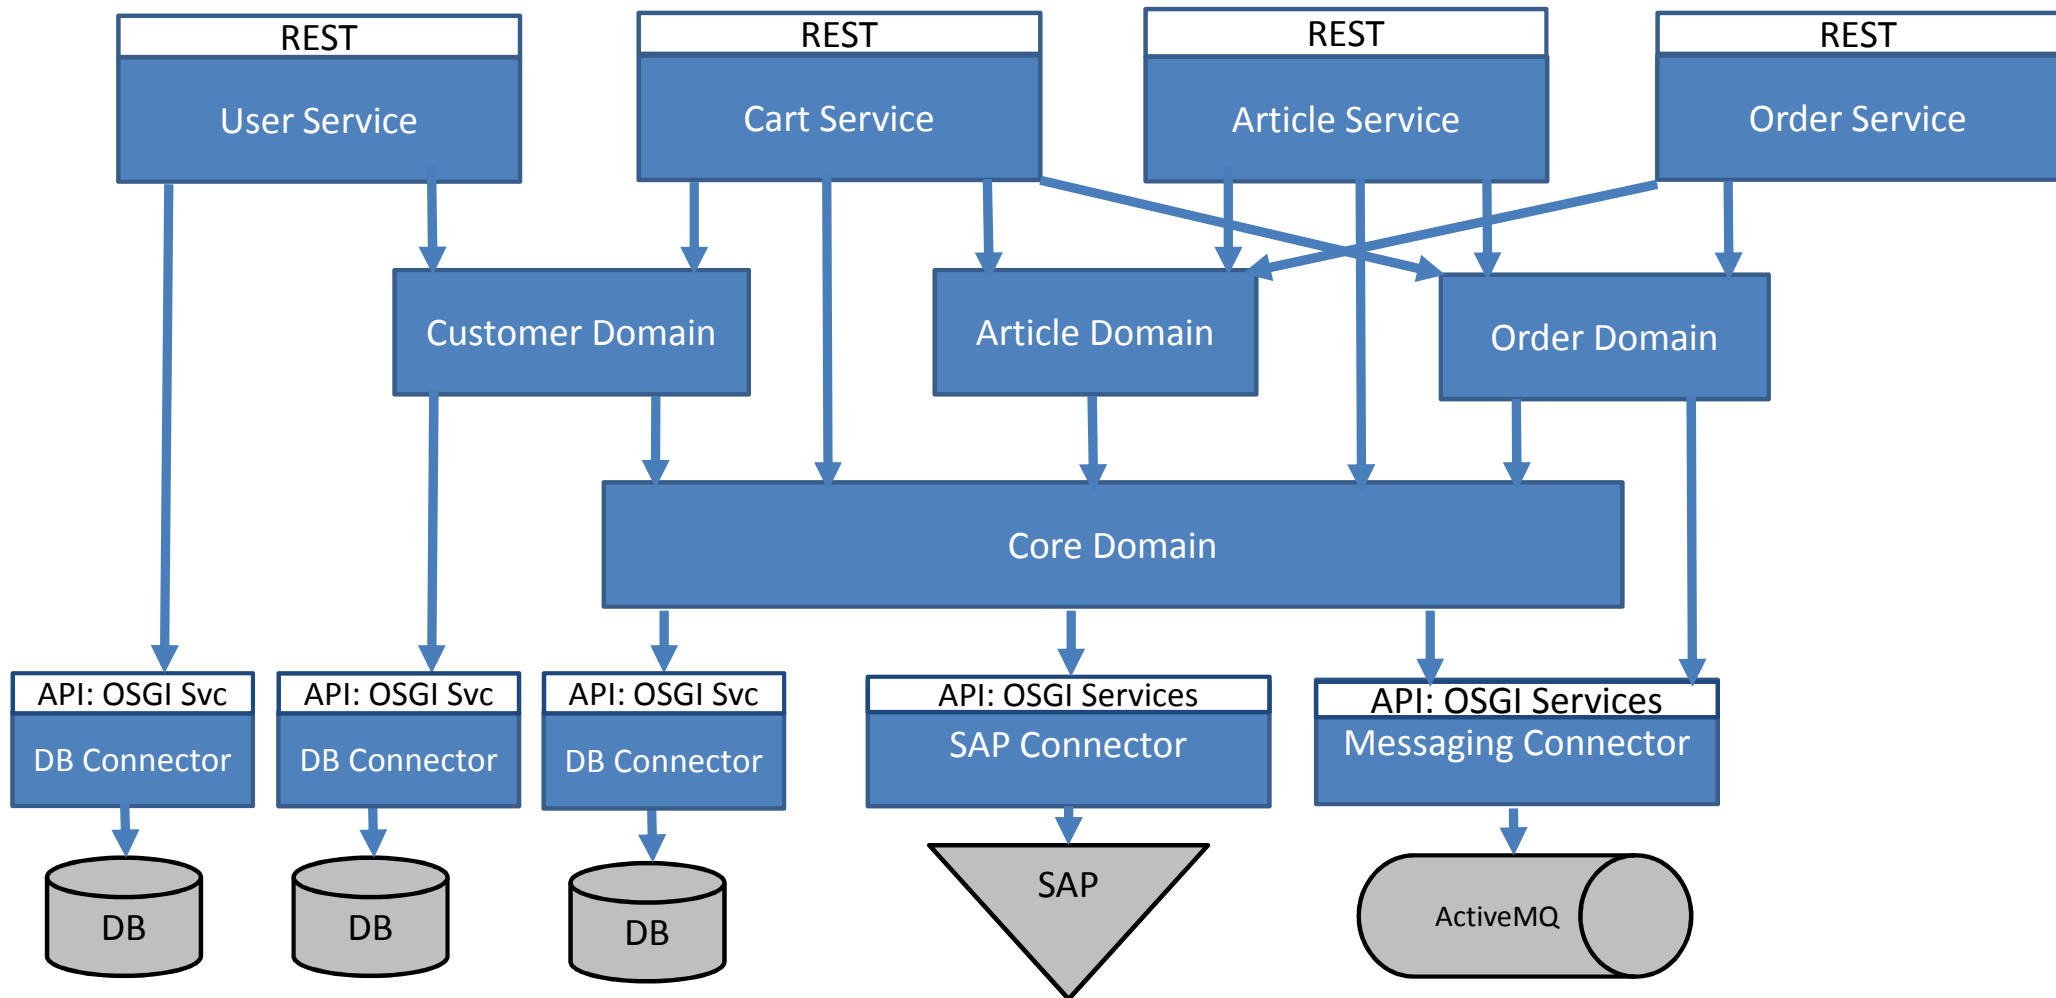 REST
REST
REST
REST
User Service
Cart Service
Article Service
Order Service
Customer Domain
Article Domain
Order Domain
Core Domain
API: OSGI Svc
API: OSGI Svc
API: OSGI Svc
API: OSGI Services
API: OSGI Services
DB Connector
DB Connector
DB Connector
SAP Connector
Messaging Connector
DB
DB
DB
SAP
ActiveMQ